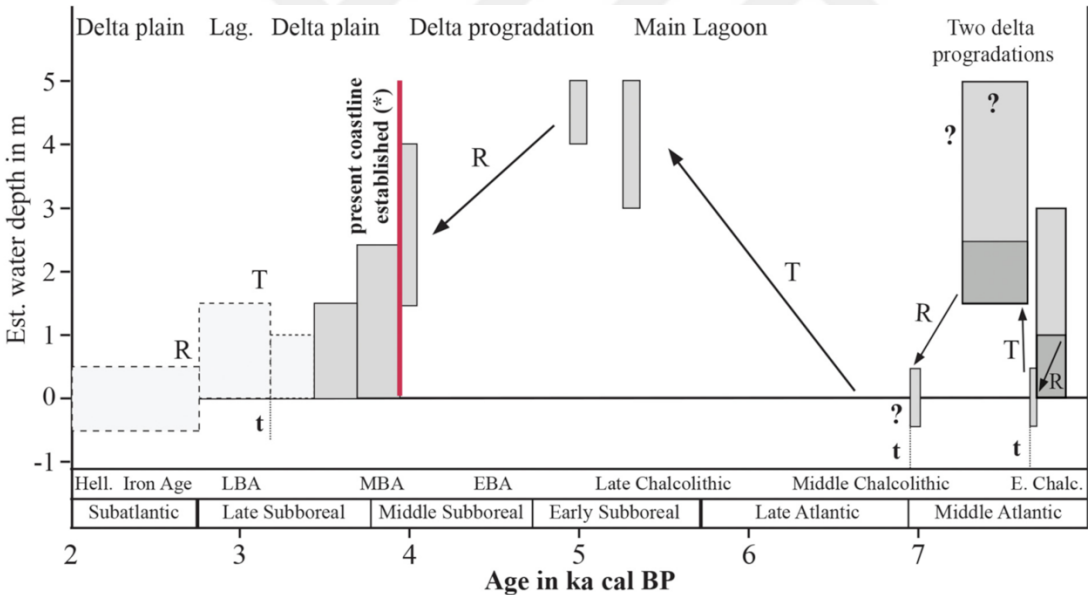 Delta plain Lag. Delta plain Delta progradation Main Lagoon Two delta
progradations
Est. water depth in m
5
4
3
2
1
0
-1
present coastline
established (*)
R
T
t
R
T
?
?
R
T
R
?
t
t
Hell. Iron Age LBA MBA EBA Late Chalcolithic Middle Chalcolithic E. Chalc.
Subatlantic Late Subboreal Middle Subboreal Early Subboreal Late Atlantic Middle Atlantic
2 3 4 5 6 7
Age in ka cal BP